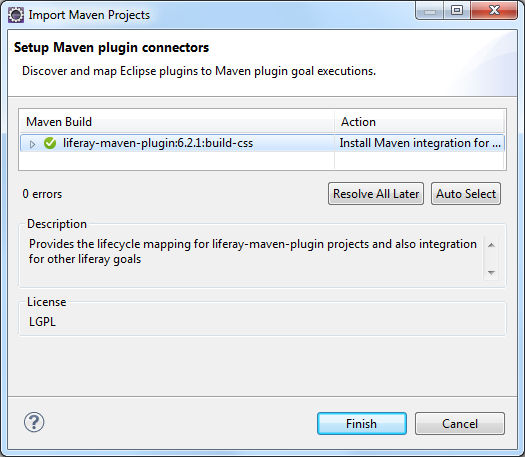 Import Maven Projects
Setup Maven plugin connectors
Discover and map Eclipse plugins to Maven plugin goal executions.
Maven Build Action
liferay-maven-plugin:6.2.1:build-css Install Maven integration for ...
0 errors Resolve All Later Auto Select
Description
Provides the lifecycle mapping for liferay-maven-plugin projects and also integration
for other liferay goals
License
LGPL
? Finish Cancel